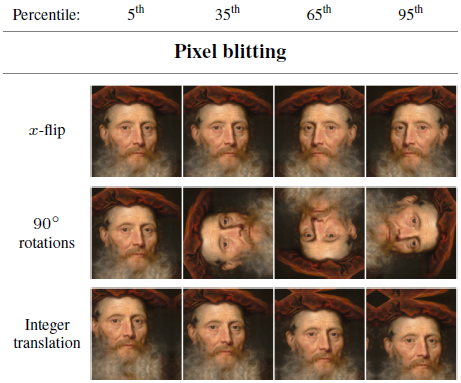 Percentile: 5th 35th 65th 95th
Pixel blitting
x-flip
90°
rotations
Integer
translation